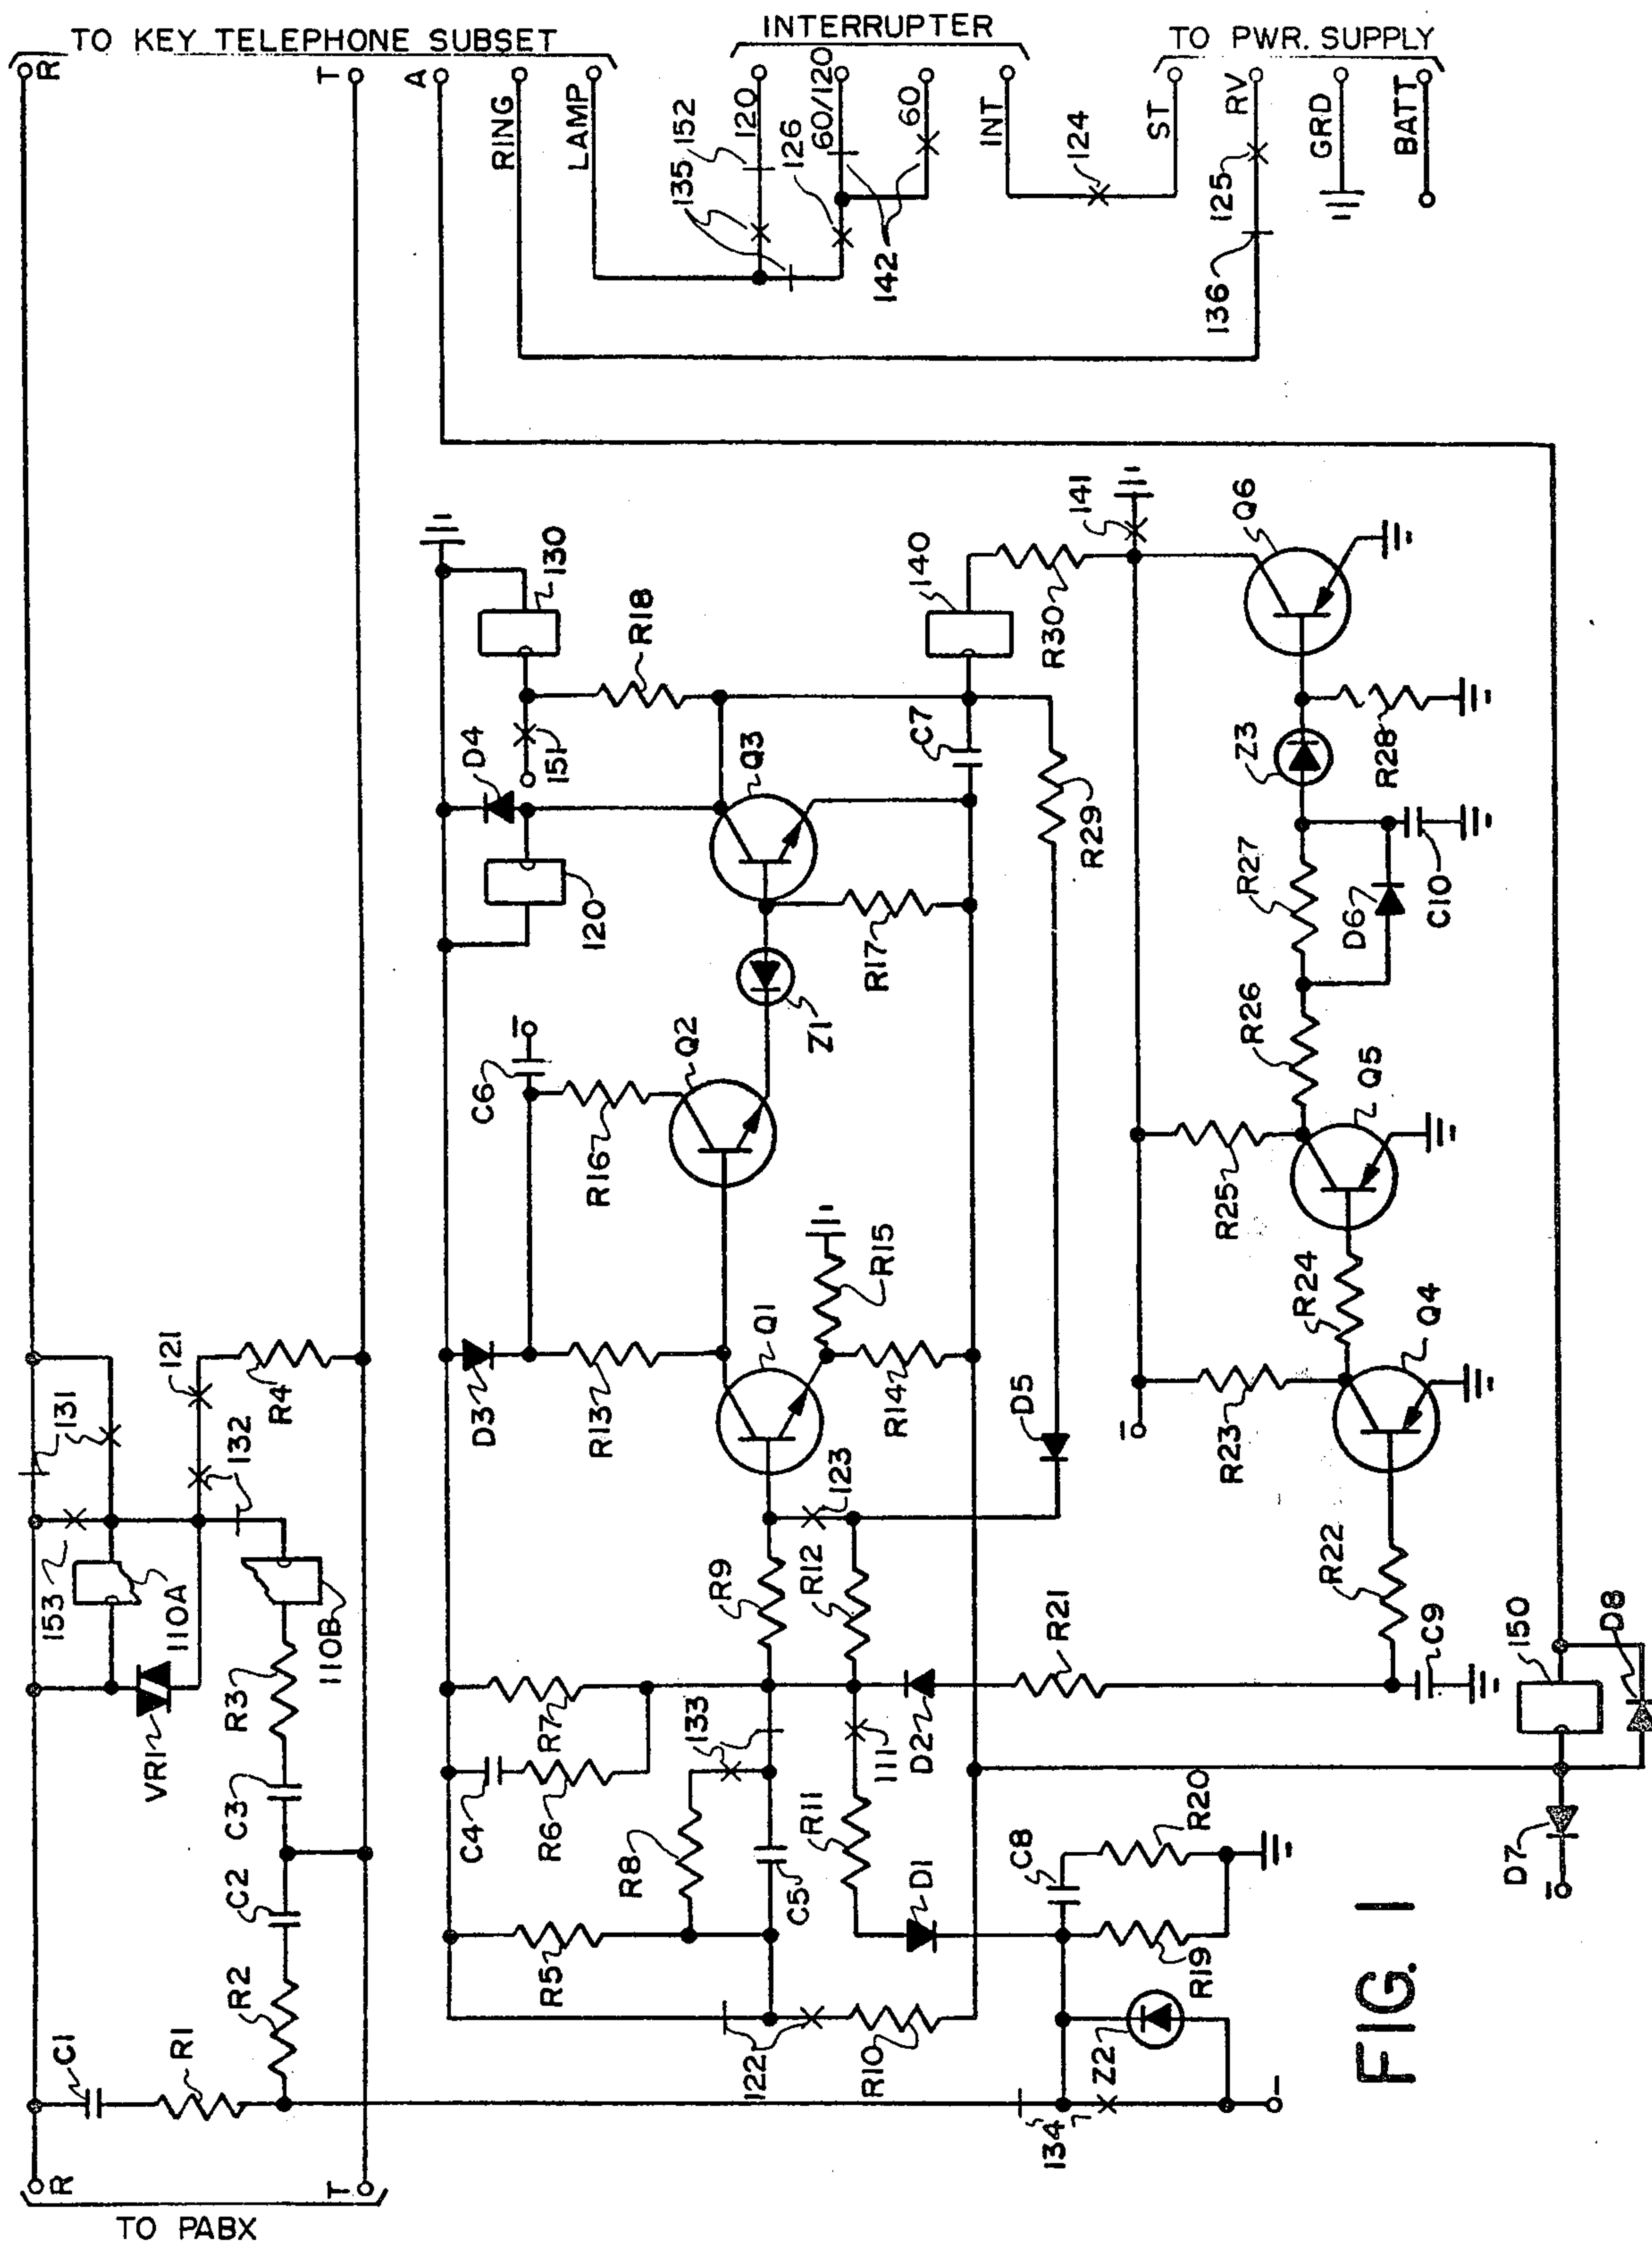 TO KEY TELEPHONE SUBSET
INTERRUPTER
TO PWR. SUPPLY
R
T
A
RING
LAMP
120
60/120
60
INT
ST
RV
GRD
BATT
152
126
135
142
124
125
136
131
121
132
R4
153
110A
VR1
R3
110B
C3
C2
R2
C1
R1
R
T
TO PABX
130
R18
D4
151
Q3
120
C7
140
R30
141
Q6
R29
R17
Z1
C6
Q2
R16
Z3
R28
R27
D6
C10
R26
Q5
R25
R24
Q4
R23
R15
Q1
D3
R13
R14
D5
123
R9
R12
R22
R21
C9
150
D8
D7
R7
133
C4
R6
111
D2
R8
R11
C5
D1
C8
R20
R5
R19
122
R10
Z2
134
FIG. 1